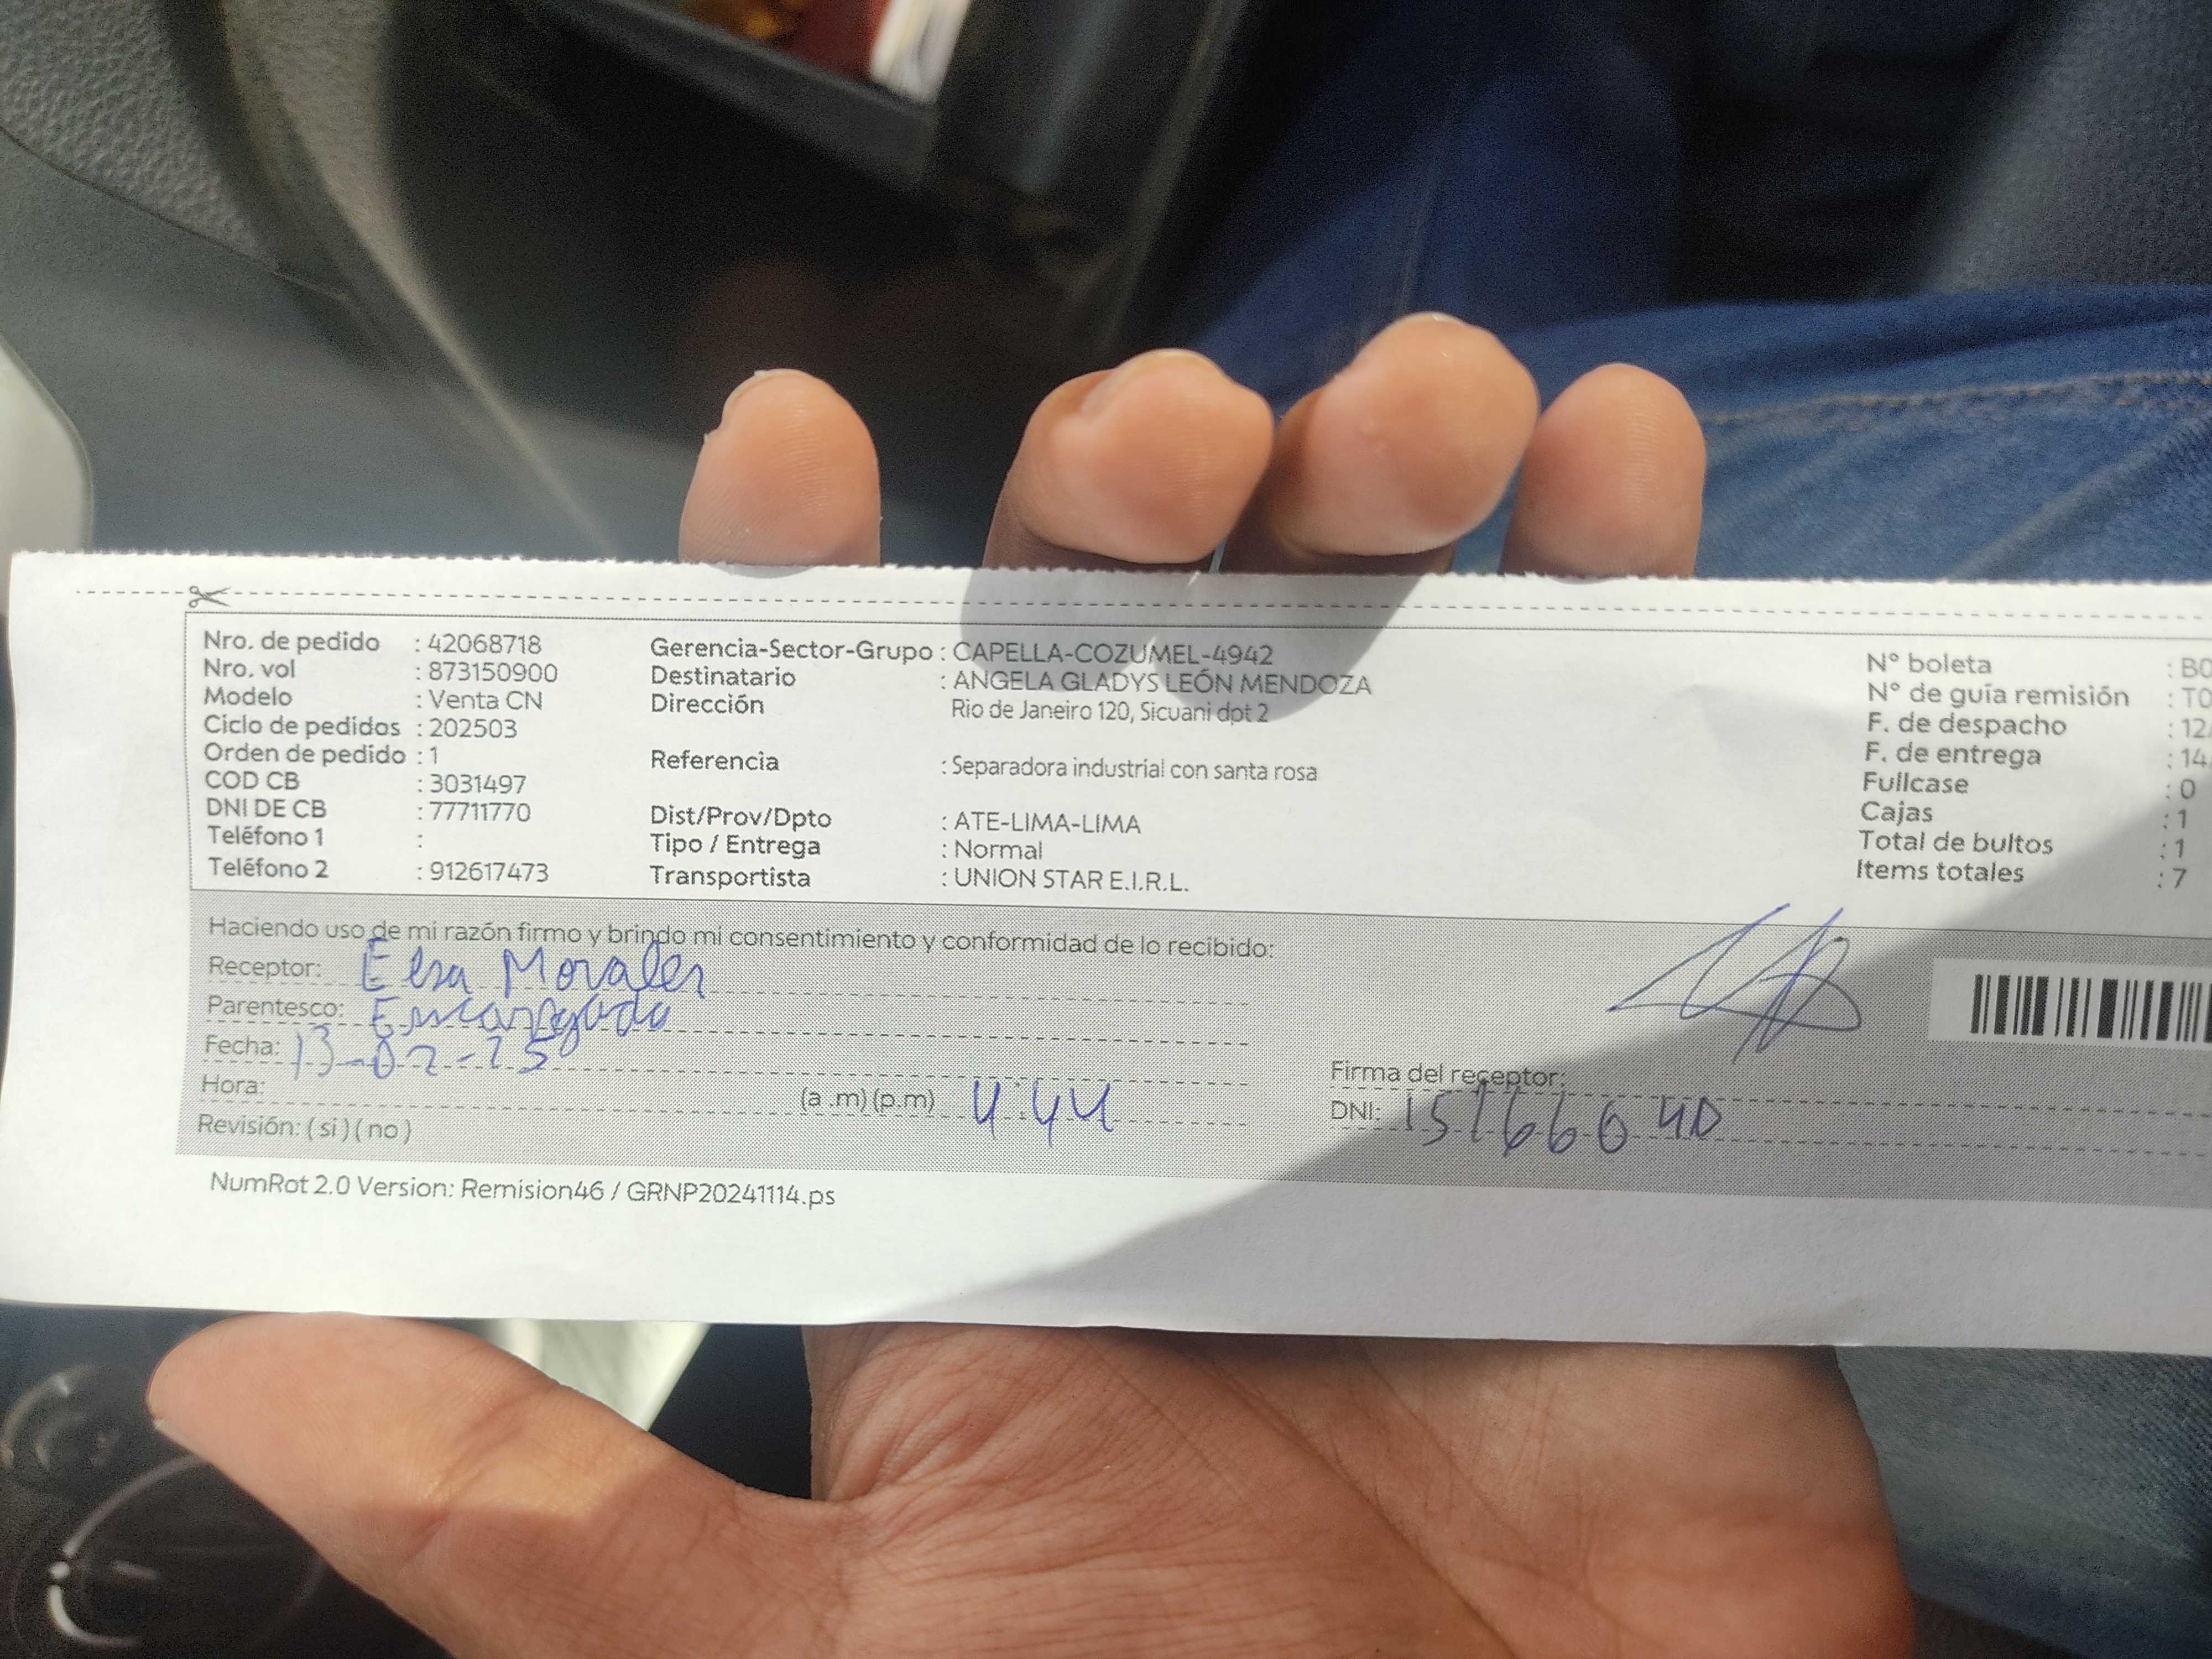 Nro. de pedido : 42068718
Nro. vol : 873150900
Modelo : Venta CN
Ciclo de pedidos : 202503
Orden de pedido : 1
COD CB : 3031497
DNI DE CB : 77711770
Teléfono 1 :
Teléfono 2 : 912617473
Gerencia-Sector-Grupo : CAPELLA-COZUMEL-4942
Destinatario : ANGELA GLADYS LEÓN MENDOZA
Dirección Rio de Janeiro 120, Sicuani dpt 2
Referencia : Separadora industrial con santa rosa
Dist/Prov/Dpto : ATE-LIMA-LIMA
Tipo / Entrega : Normal
Transportista : UNION STAR E.I.R.L.
N° boleta : B0
N° de guía remisión : T0
F. de despacho : 12/
F. de entrega : 14/
Fullcase : 0
Cajas : 1
Total de bultos : 1
Items totales : 7
Haciendo uso de mi razón firmo y brindo mi consentimiento y conformidad de lo recibido:
Receptor: Elsa Morales
Parentesco: Encargada
Fecha: 13-02-25
Hora: (a .m) (p.m) 4:44
Revisión: ( si ) ( no )
Firma del receptor:
DNI: 15766640
NumRot 2.0 Version: Remision46 / GRNP20241114.ps